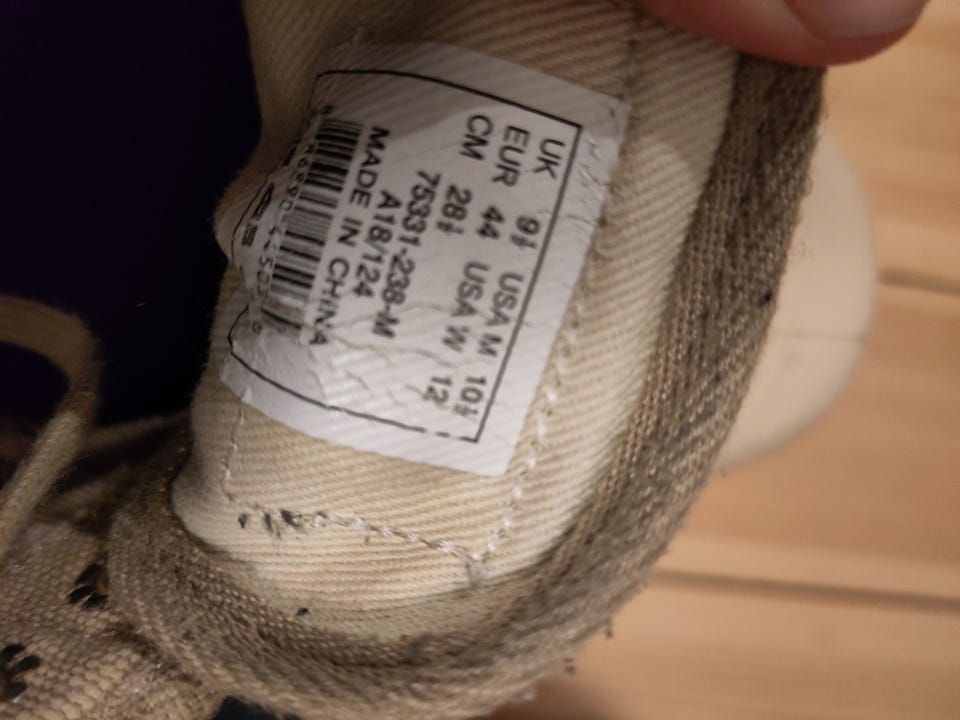 UK 9½ USA M 10½
EUR 44 USA W 12
CM 28½
75331-238-M
A18/124
MADE IN CHINA